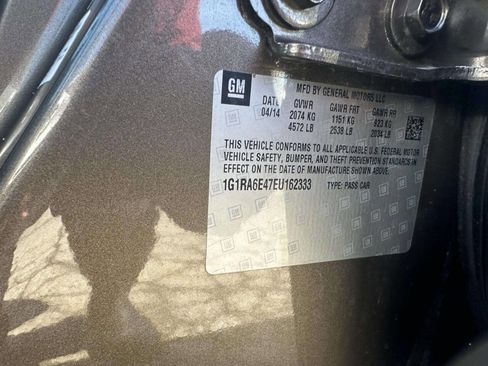 GM
MFD BY GENERAL MOTORS LLC
DATE GVWR GAWR FRT GAWR RR
04/14 2074 KG 1151 KG 923 KG
4572 LB 2538 LB 2034 LB
THIS VEHICLE CONFORMS TO ALL APPLICABLE U.S. FEDERAL MOTOR
VEHICLE SAFETY, BUMPER, AND THEFT PREVENTION STANDARDS IN
EFFECT ON THE DATE OF MANUFACTURE SHOWN ABOVE.
1G1RA6E47EU162333 TYPE: PASS CAR